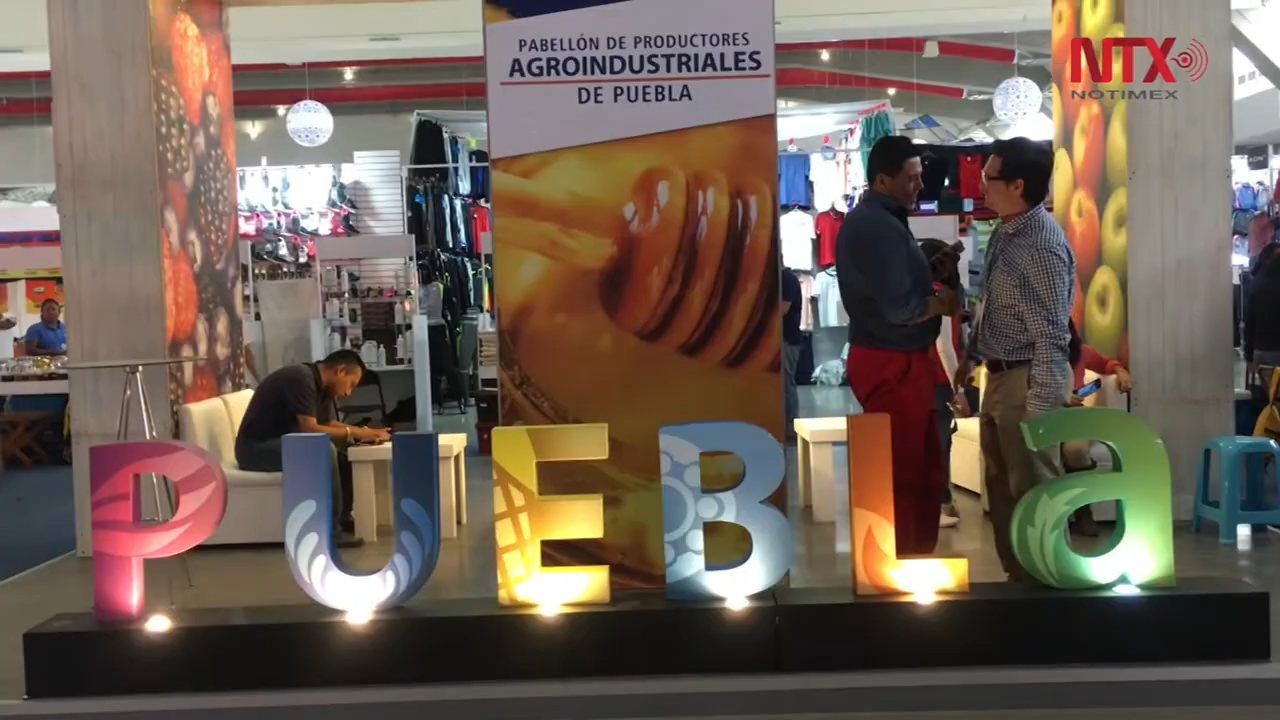 PABELLÓN DE PRODUCTORES
AGROINDUSTRIALES
DE PUEBLA
NTX
NOTIMEX
PUEBLa